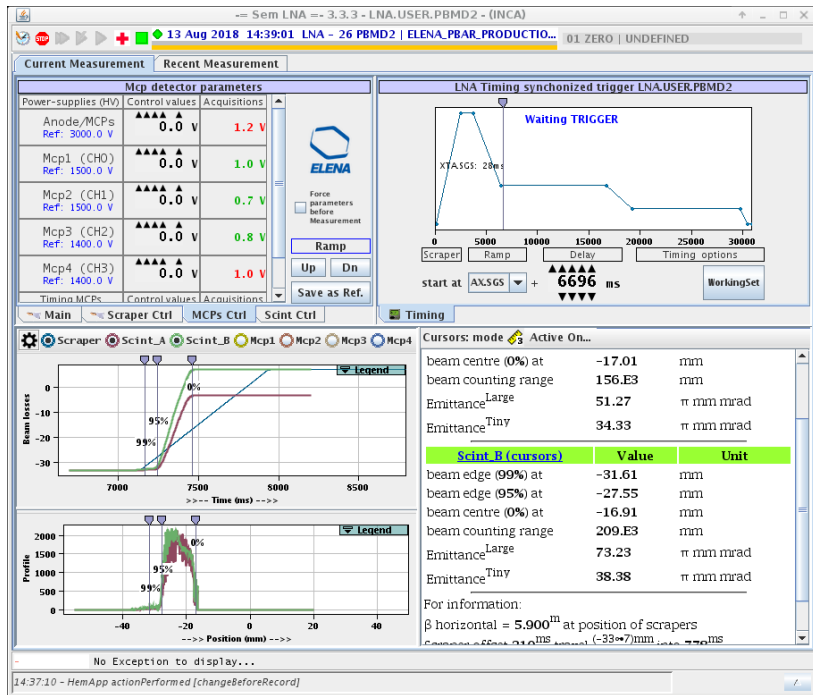 -= Sem LNA =- 3.3.3 - LNA.USER.PBMD2 - (INCA)
STOP
13 Aug 2018 14:39:01 LNA - 26 PBMD2 | ELENA_PBAR_PRODUCTIO... 01 ZERO | UNDEFINED
Current Measurement Recent Measurement
Mcp detector parameters
Power-supplies (HV) Control values Acquisitions
Anode/MCPs 0.0 V 1.2 V
Ref: 3000.0 V
Mcp1 (CH0) 0.0 V 1.0 V
Ref: 1500.0 V
Mcp2 (CH1) 0.0 V 0.7 V
Ref: 1500.0 V
Mcp3 (CH2) 0.0 V 0.8 V
Ref: 1400.0 V
Mcp4 (CH3) 0.0 V 1.0 V
Ref: 1400.0 V
Timing MCPs Control values Acquisitions
ELENA
Force
parameters
before
Measurement
Ramp
Up Dn
Save as Ref.
Main Scraper Ctrl MCPs Ctrl Scint Ctrl
LNA Timing synchonized trigger LNA.USER.PBMD2
Waiting TRIGGER
XTA.SGS: 28ms
0 5000 10000 15000 20000 25000 30000
Scraper Ramp Delay Timing options
start at AX.SGS + 6696 ms WorkingSet
Timing
Scraper Scint_A Scint_B Mcp1 Mcp2 Mcp3 Mcp4
Legend
Beam losses
0
-10
-20
-30
0%
95%
99%
7000 7500 8000 8500
>>-- Time (ms) -->>
Legend
Profile
2000
1500
1000
500
0
0%
95%
99%
-40 -20 0 20 40
-->> Position (mm) -->>
Cursors: mode 3 Active On...
beam centre (0%) at -17.01 mm
beam counting range 156.E3 mm
Emittance Large 51.27 π mm mrad
Emittance Tiny 34.33 π mm mrad
Scint_B (cursors) Value Unit
beam edge (99%) at -31.61 mm
beam edge (95%) at -27.55 mm
beam centre (0%) at -16.91 mm
beam counting range 209.E3 mm
Emittance Large 73.23 π mm mrad
Emittance Tiny 38.38 π mm mrad
For information:
β horizontal = 5.900 m at position of scrapers
Scraper offset 210 ms travel (-33⊶7)mm into 778 ms
- No Exception to display...
14:37:10 - HemApp actionPerformed [changeBeforeRecord]